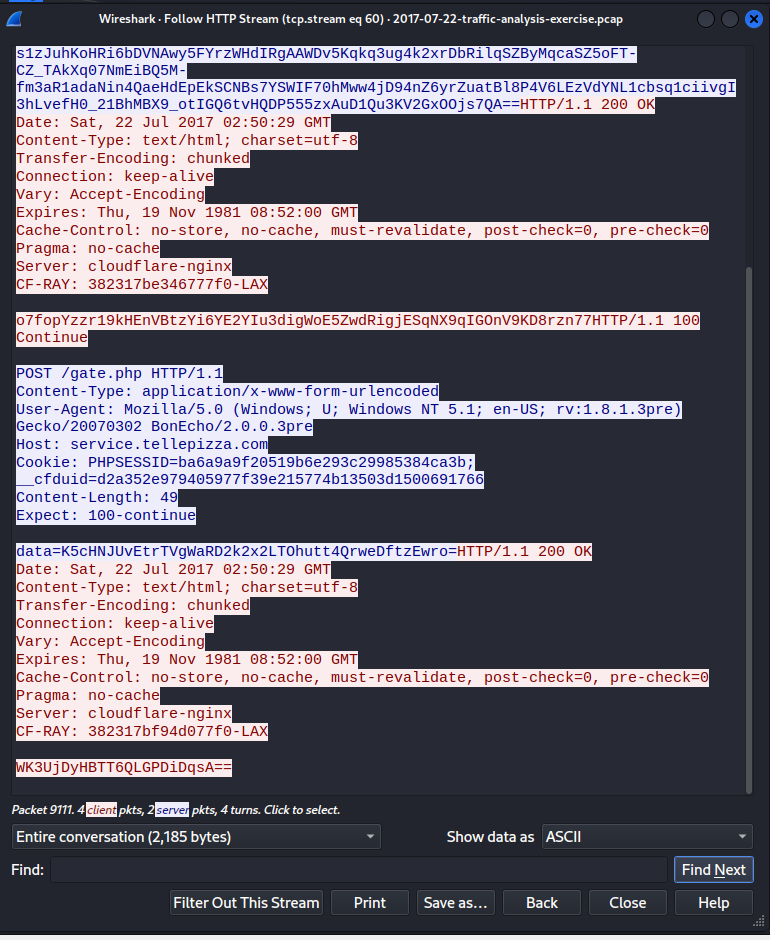 Wireshark · Follow HTTP Stream (tcp.stream eq 60) · 2017-07-22-traffic-analysis-exercise.pcap
s1zJuhKoHRi6bDVNAwy5FYrzWHdIRgAAWDv5Kqkq3ug4k2xrDbRilqSZByMqcaSZ5oFT-
CZ_TAkXq07NmEiBQ5M-
fm3aR1adaNin4QaeHdEpEkSCNBs7YSWIF70hMww4jD94nZ6yrZuatBl8P4V6LEzVdYNL1cbsq1ciivgI
3hLvefH0_21BhMBX9_otIGQ6tvHQDP555zxAuD1Qu3KV2GxOOjs7QA==HTTP/1.1 200 OK
Date: Sat, 22 Jul 2017 02:50:29 GMT
Content-Type: text/html; charset=utf-8
Transfer-Encoding: chunked
Connection: keep-alive
Vary: Accept-Encoding
Expires: Thu, 19 Nov 1981 08:52:00 GMT
Cache-Control: no-store, no-cache, must-revalidate, post-check=0, pre-check=0
Pragma: no-cache
Server: cloudflare-nginx
CF-RAY: 382317be346777f0-LAX
o7fopYzzr19kHEnVBtzYi6YE2YIu3digWoE5ZwdRigjESqNX9qIGOnV9KD8rzn77HTTP/1.1 100
Continue
POST /gate.php HTTP/1.1
Content-Type: application/x-www-form-urlencoded
User-Agent: Mozilla/5.0 (Windows; U; Windows NT 5.1; en-US; rv:1.8.1.3pre)
Gecko/20070302 BonEcho/2.0.0.3pre
Host: service.tellepizza.com
Cookie: PHPSESSID=ba6a9a9f20519b6e293c29985384ca3b;
__cfduid=d2a352e979405977f39e215774b13503d1500691766
Content-Length: 49
Expect: 100-continue
data=K5cHNJUvEtrTVgWaRD2k2x2LTOhutt4QrweDftzEwro=HTTP/1.1 200 OK
Date: Sat, 22 Jul 2017 02:50:29 GMT
Content-Type: text/html; charset=utf-8
Transfer-Encoding: chunked
Connection: keep-alive
Vary: Accept-Encoding
Expires: Thu, 19 Nov 1981 08:52:00 GMT
Cache-Control: no-store, no-cache, must-revalidate, post-check=0, pre-check=0
Pragma: no-cache
Server: cloudflare-nginx
CF-RAY: 382317bf94d077f0-LAX
WK3UjDyHBTT6QLGPDiDqsA==
Packet 9111. 4 client pkts, 2 server pkts, 4 turns. Click to select.
Entire conversation (2,185 bytes) Show data as ASCII
Find: Find Next
Filter Out This Stream Print Save as… Back Close Help